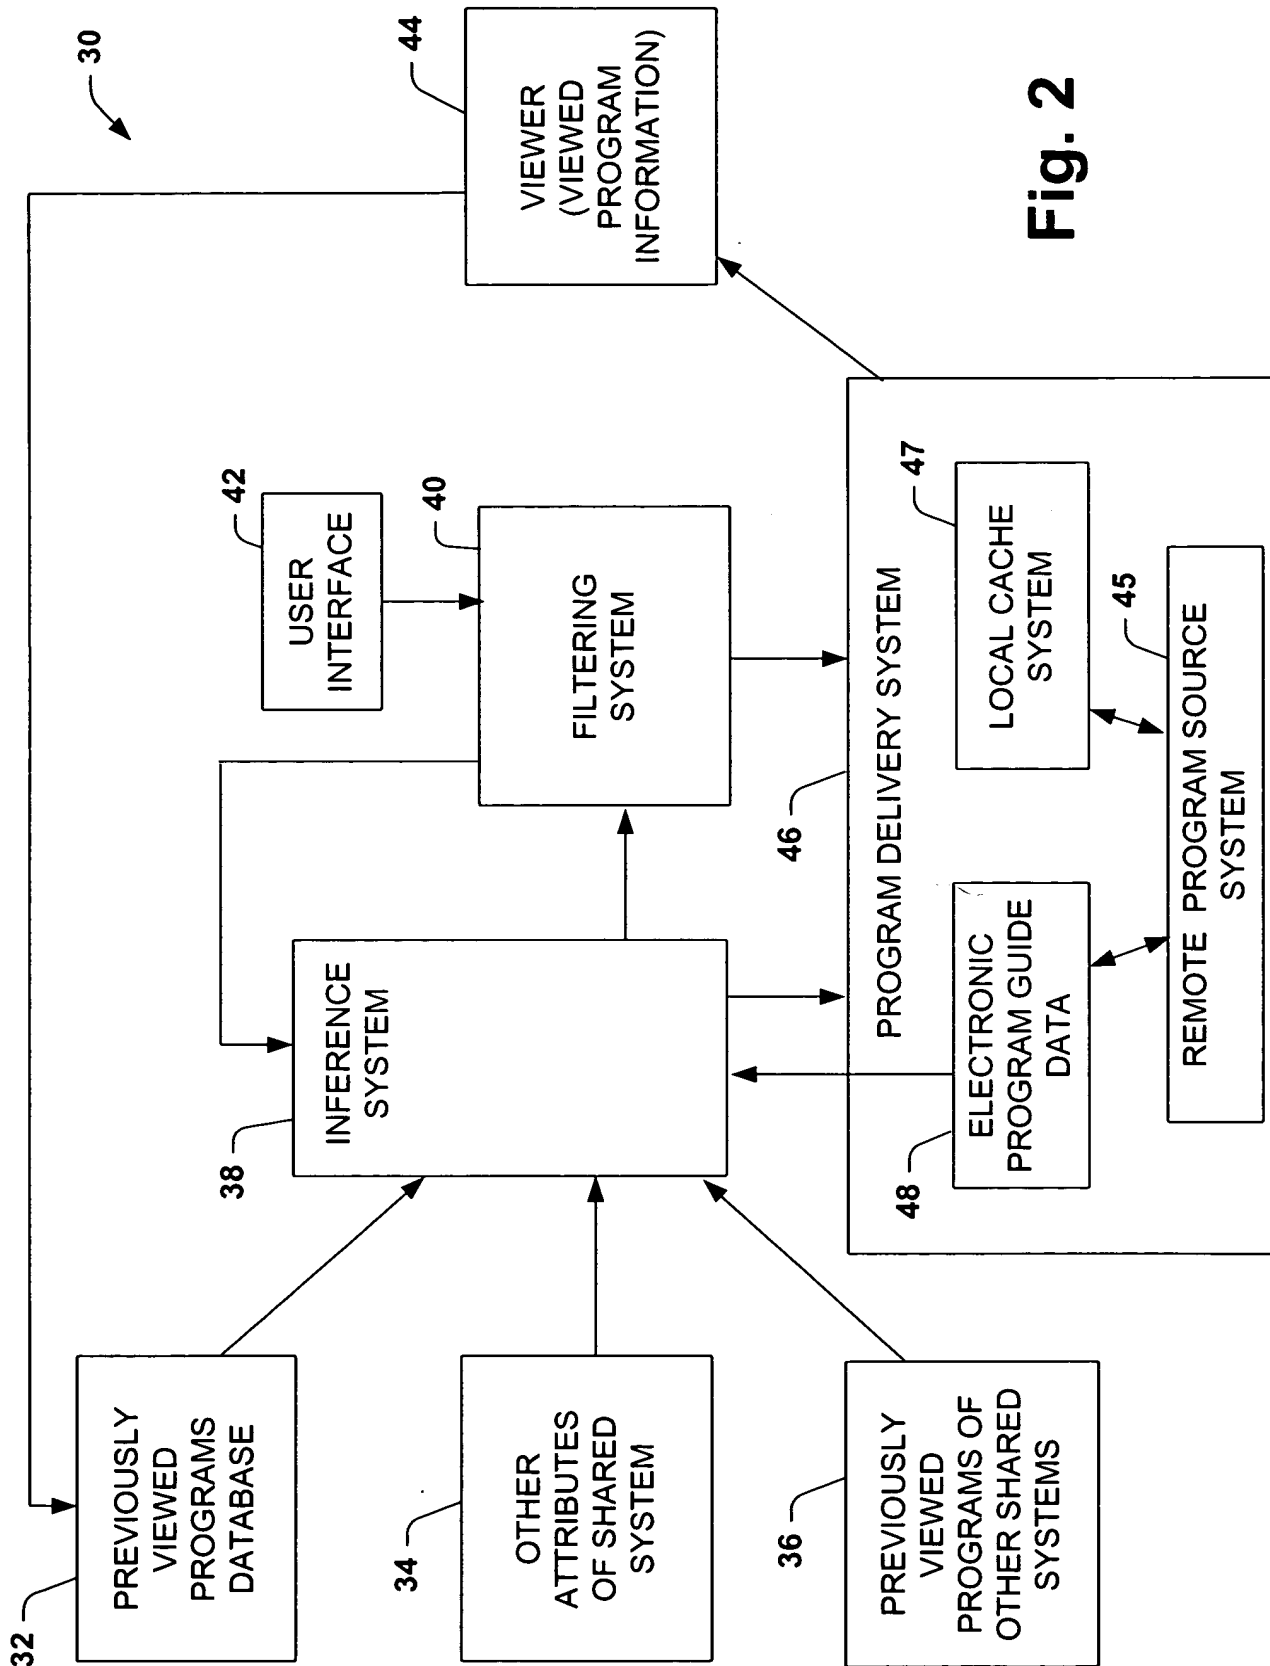 30
32
PREVIOUSLY
VIEWED
PROGRAMS
DATABASE
34
OTHER
ATTRIBUTES
OF SHARED
SYSTEM
36
PREVIOUSLY
VIEWED
PROGRAMS OF
OTHER SHARED
SYSTEMS
38
INFERENCE
SYSTEM
42
USER
INTERFACE
40
FILTERING
SYSTEM
44
VIEWER
(VIEWED
PROGRAM
INFORMATION)
46
PROGRAM DELIVERY SYSTEM
48
ELECTRONIC
PROGRAM GUIDE
DATA
47
LOCAL CACHE
SYSTEM
45
REMOTE PROGRAM SOURCE
SYSTEM
Fig. 2